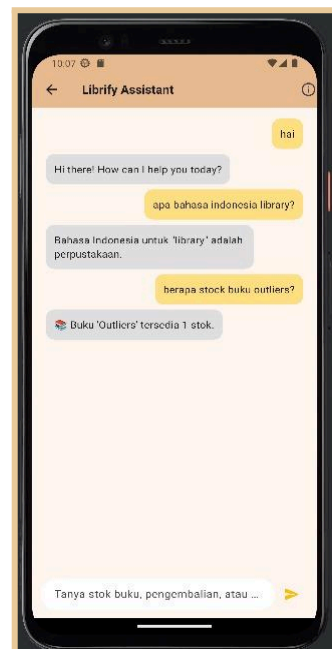 10:07
Librify Assistant
hai
Hi there! How can I help you today?
apa bahasa indonesia library?
Bahasa Indonesia untuk 'library' adalah
perpustakaan.
berapa stock buku outliers?
📚 Buku 'Outliers' tersedia 1 stok.
Tanya stok buku, pengembalian, atau ...